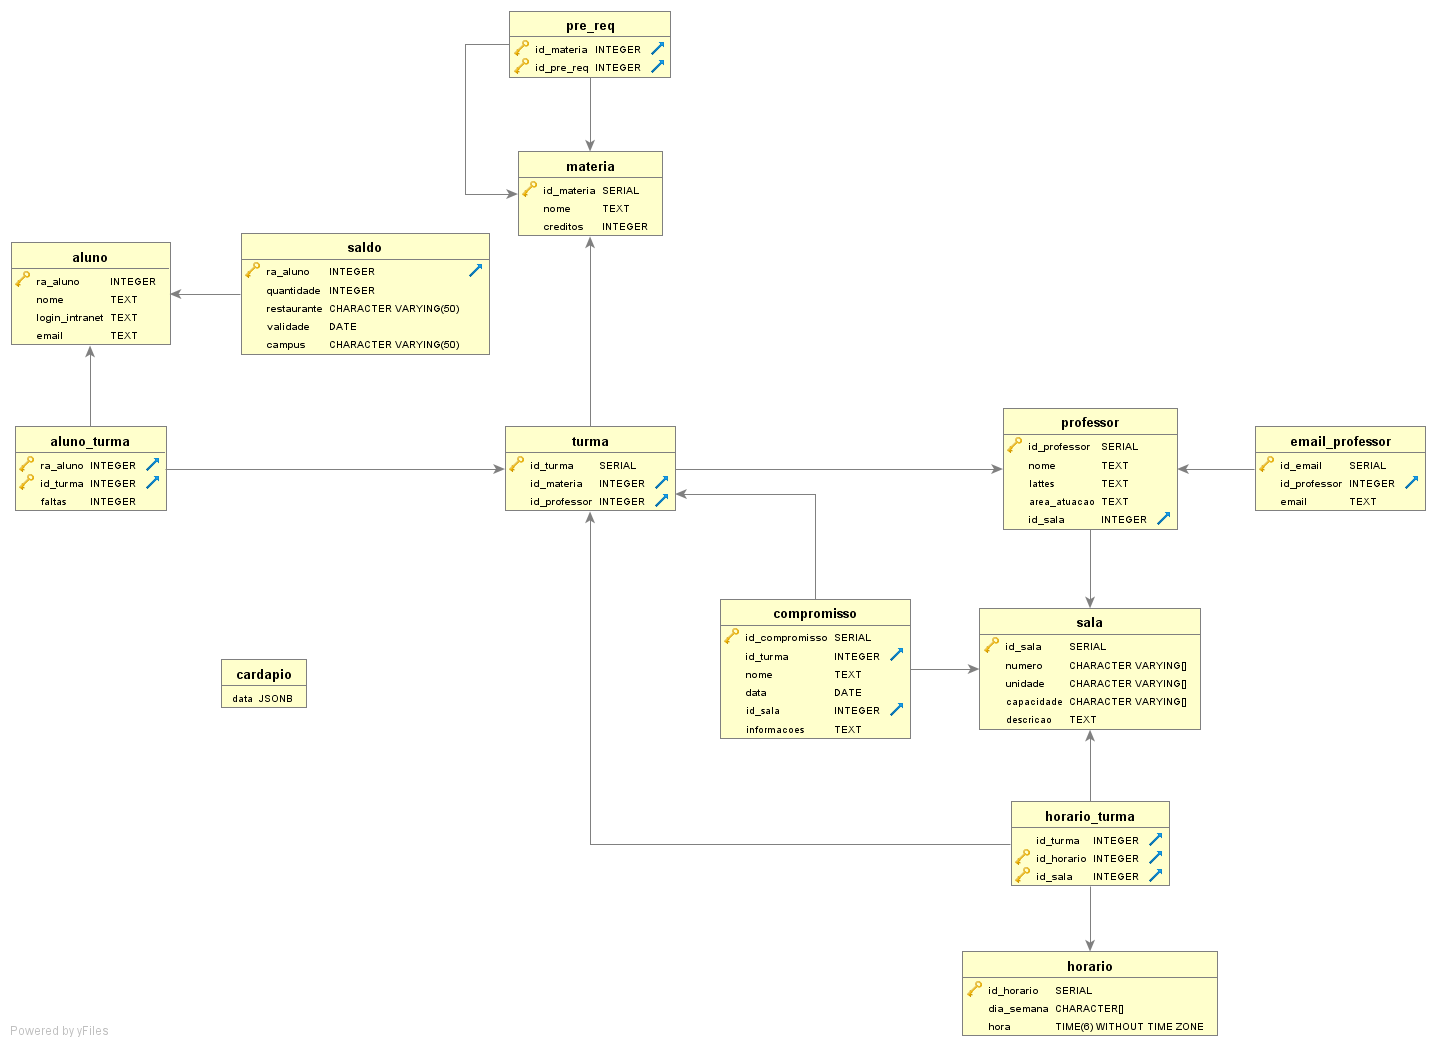 pre_req
id_materia INTEGER
id_pre_req INTEGER
materia
id_materia SERIAL
nome TEXT
creditos INTEGER
aluno
ra_aluno INTEGER
nome TEXT
login_intranet TEXT
email TEXT
saldo
ra_aluno INTEGER
quantidade INTEGER
restaurante CHARACTER VARYING(50)
validade DATE
campus CHARACTER VARYING(50)
aluno_turma
ra_aluno INTEGER
id_turma INTEGER
faltas INTEGER
turma
id_turma SERIAL
id_materia INTEGER
id_professor INTEGER
professor
id_professor SERIAL
nome TEXT
lattes TEXT
area_atuacao TEXT
id_sala INTEGER
email_professor
id_email SERIAL
id_professor INTEGER
email TEXT
compromisso
id_compromisso SERIAL
id_turma INTEGER
nome TEXT
data DATE
id_sala INTEGER
informacoes TEXT
sala
id_sala SERIAL
numero CHARACTER VARYING[]
unidade CHARACTER VARYING[]
capacidade CHARACTER VARYING[]
descricao TEXT
cardapio
data JSONB
horario_turma
id_turma INTEGER
id_horario INTEGER
id_sala INTEGER
horario
id_horario SERIAL
dia_semana CHARACTER[]
hora TIME(6) WITHOUT TIME ZONE
Powered by yFiles